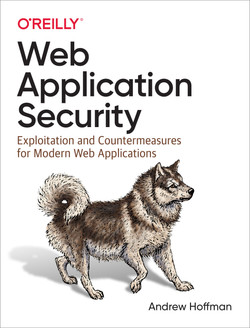 O'REILLY®
Web
Application
Security
Exploitation and Countermeasures
for Modern Web Applications
Andrew Hoffman